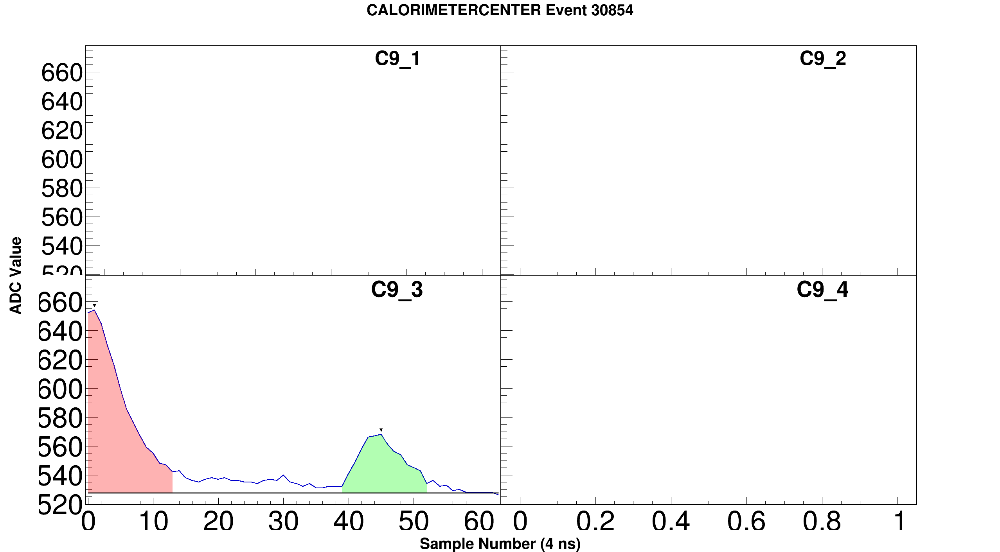 CALORIMETERCENTER Event 30854
C9_1
C9_2
660
640
620
600
580
560
540
520
ADC Value
C9_3
C9_4
660
640
620
600
580
560
540
520
0 10 20 30 40 50 60 0 0.2 0.4 0.6 0.8 1
Sample Number (4 ns)